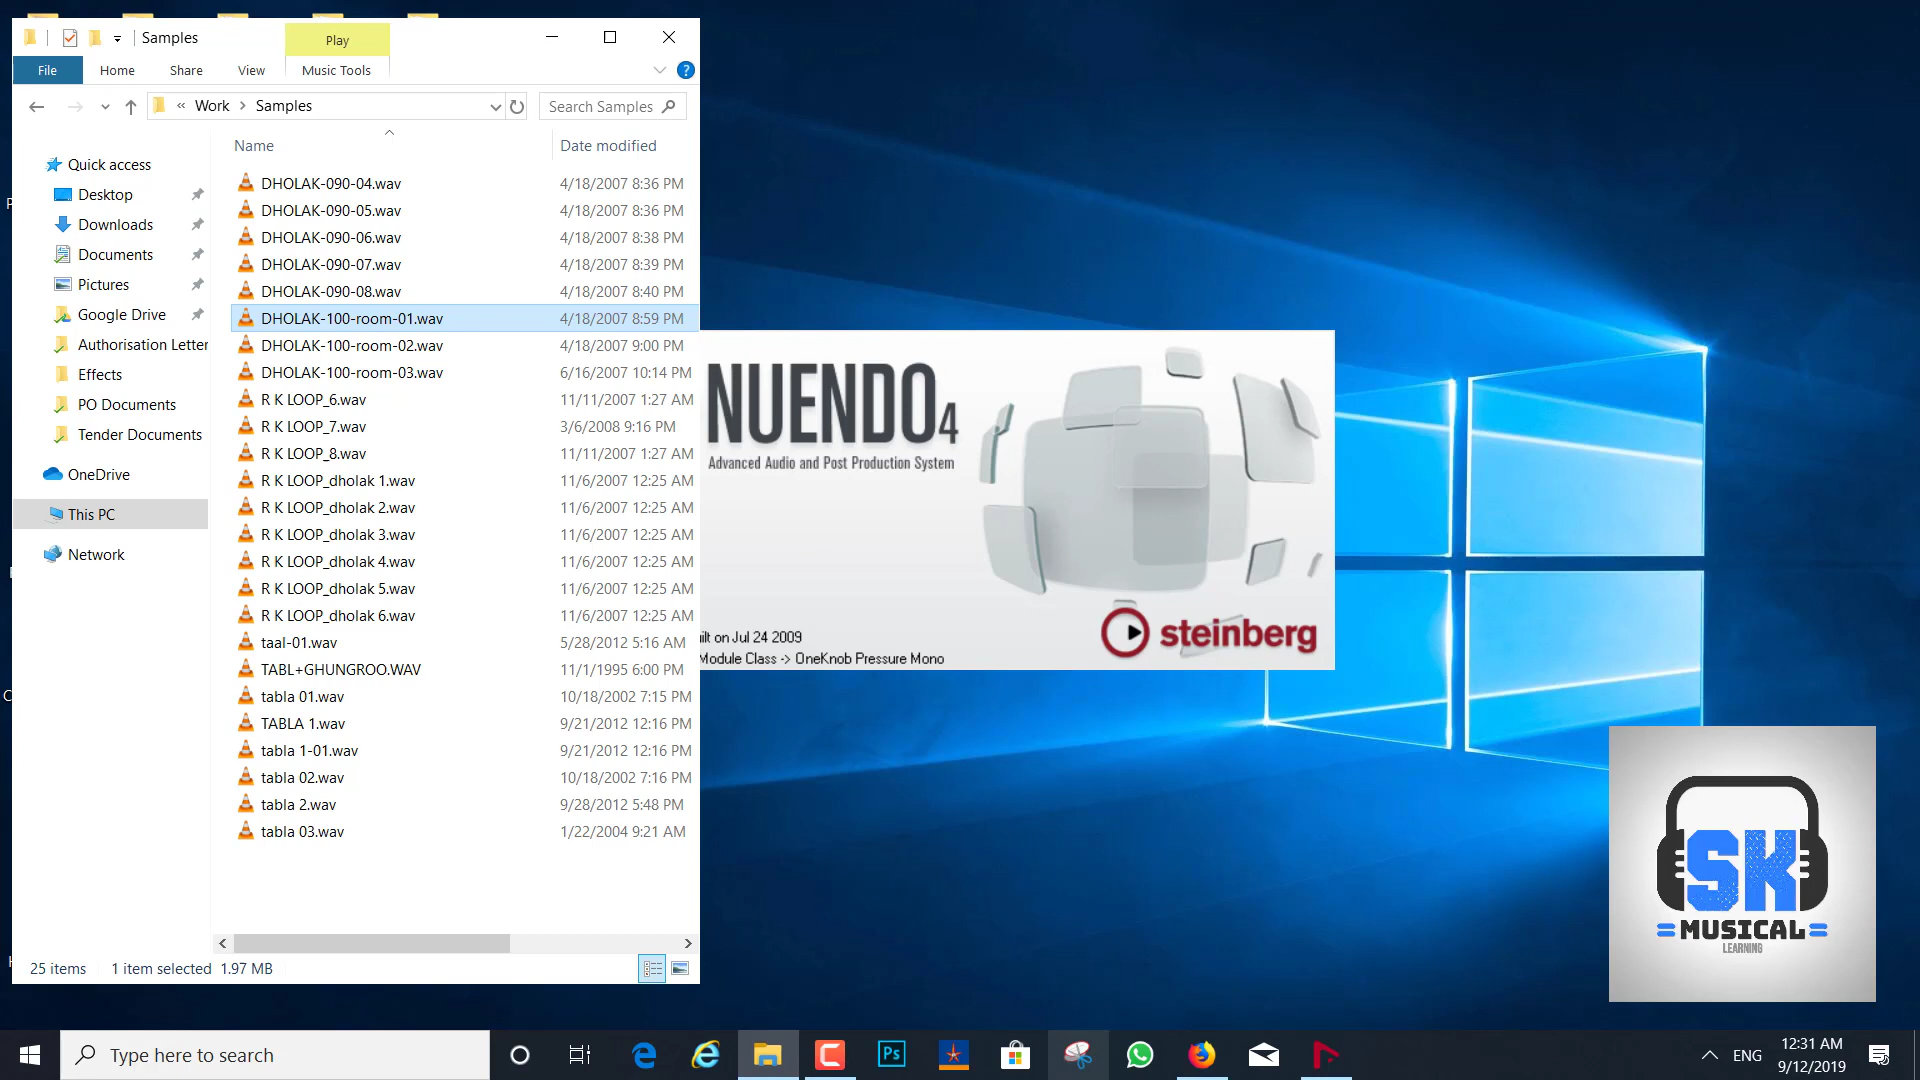 Samples
Play
File
Home
Share
View
Music Tools
Work
Samples
Search Samples
Name
Date modified
Quick access
Desktop
Downloads
Documents
Pictures
Google Drive
Authorisation Letter
Effects
PO Documents
Tender Documents
OneDrive
This PC
Network
DHOLAK-090-04.wav 4/18/2007 8:36 PM
DHOLAK-090-05.wav 4/18/2007 8:36 PM
DHOLAK-090-06.wav 4/18/2007 8:38 PM
DHOLAK-090-07.wav 4/18/2007 8:39 PM
DHOLAK-090-08.wav 4/18/2007 8:40 PM
DHOLAK-100-room-01.wav 4/18/2007 8:59 PM
DHOLAK-100-room-02.wav 4/18/2007 9:00 PM
DHOLAK-100-room-03.wav 6/16/2007 10:14 PM
R K LOOP_6.wav 11/11/2007 1:27 AM
R K LOOP_7.wav 3/6/2008 9:16 PM
R K LOOP_8.wav 11/11/2007 1:27 AM
R K LOOP_dholak 1.wav 11/6/2007 12:25 AM
R K LOOP_dholak 2.wav 11/6/2007 12:25 AM
R K LOOP_dholak 3.wav 11/6/2007 12:25 AM
R K LOOP_dholak 4.wav 11/6/2007 12:25 AM
R K LOOP_dholak 5.wav 11/6/2007 12:25 AM
R K LOOP_dholak 6.wav 11/6/2007 12:25 AM
taal-01.wav 5/28/2012 5:16 AM
TABL+GHUNGROO.WAV 11/1/1995 6:00 PM
tabla 01.wav 10/18/2002 7:15 PM
TABLA 1.wav 9/21/2012 12:16 PM
tabla 1-01.wav 9/21/2012 12:16 PM
tabla 02.wav 10/18/2002 7:16 PM
tabla 2.wav 9/28/2012 5:48 PM
tabla 03.wav 1/22/2004 9:21 AM
25 items 1 item selected 1.97 MB
NUENDO4
Advanced Audio and Post Production System
ilt on Jul 24 2009
Module Class -> OneKnob Pressure Mono
steinberg
SK
MUSICAL
LEARNING
Type here to search
Ps
ENG
12:31 AM
9/12/2019